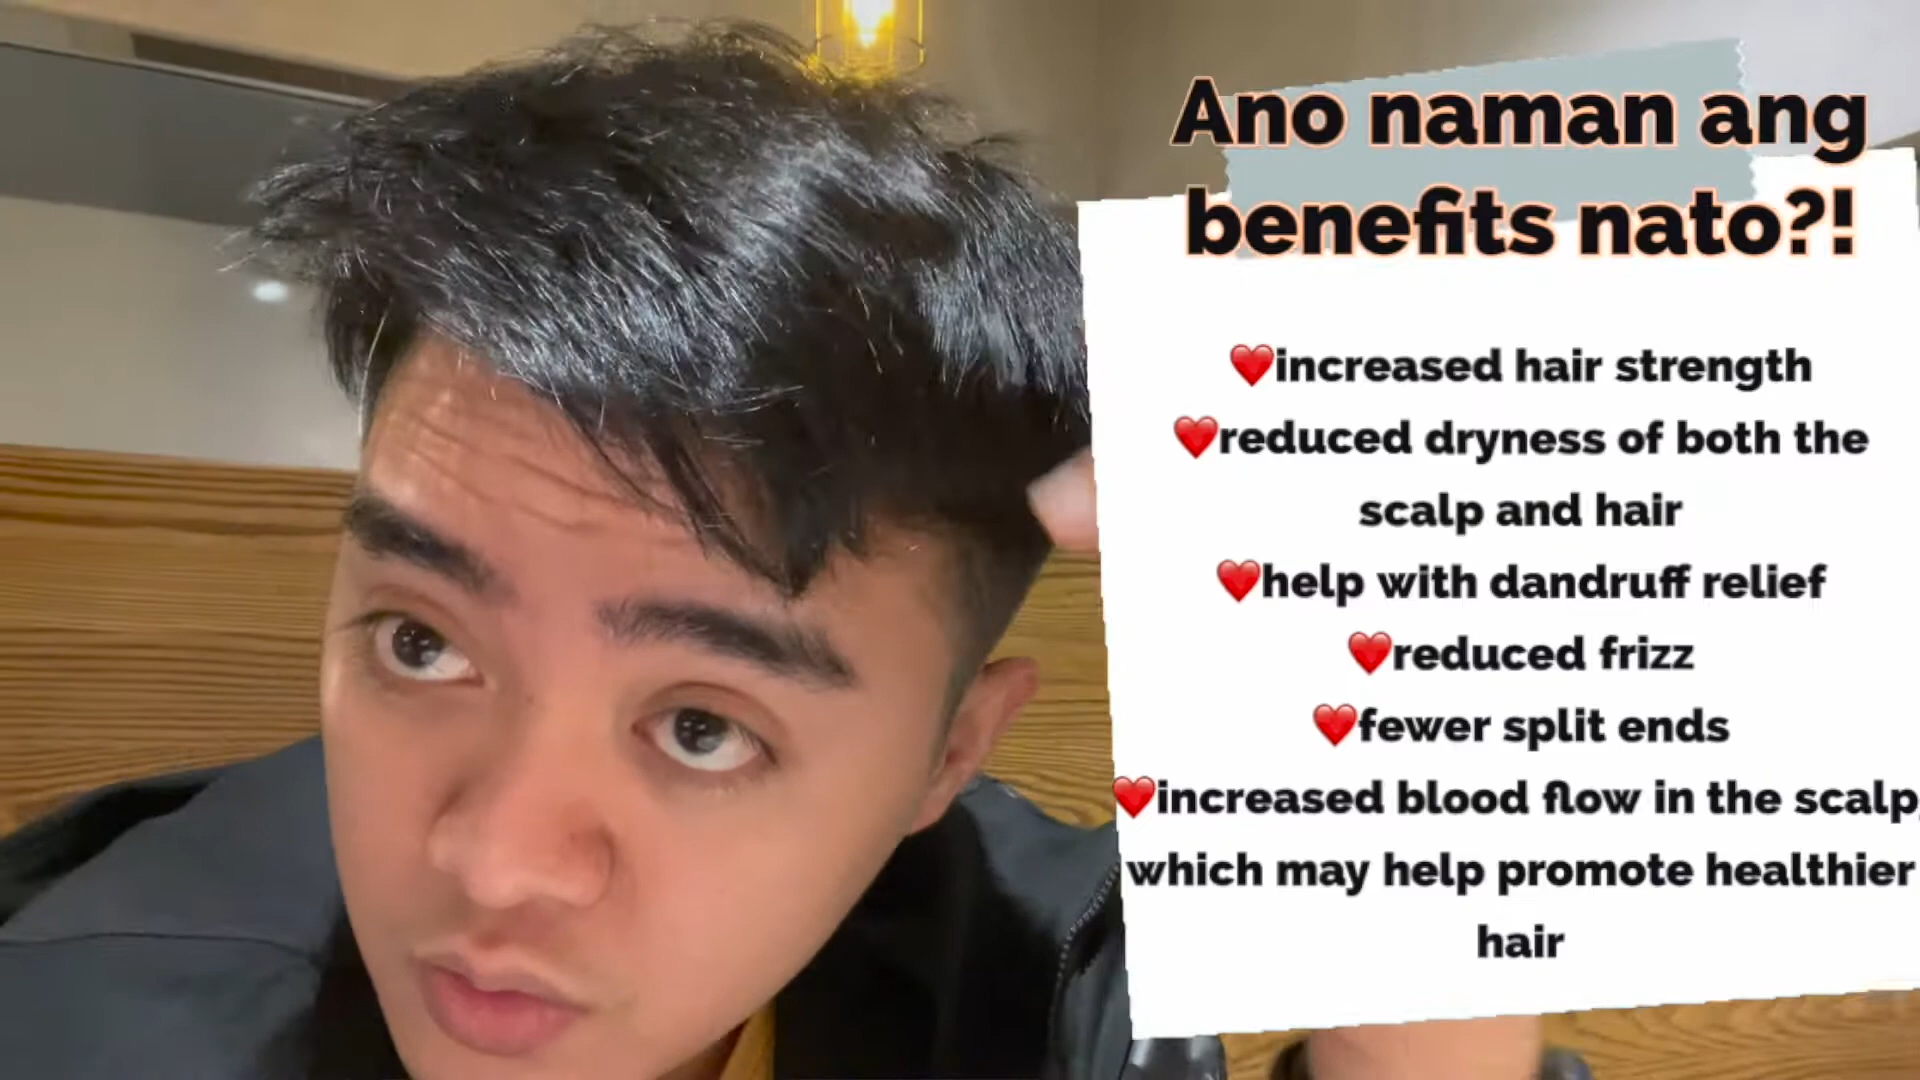 Ano naman ang
benefits nato?!
❤️increased hair strength
❤️reduced dryness of both the
scalp and hair
❤️help with dandruff relief
❤️reduced frizz
❤️fewer split ends
❤️increased blood flow in the scalp,
which may help promote healthier
hair